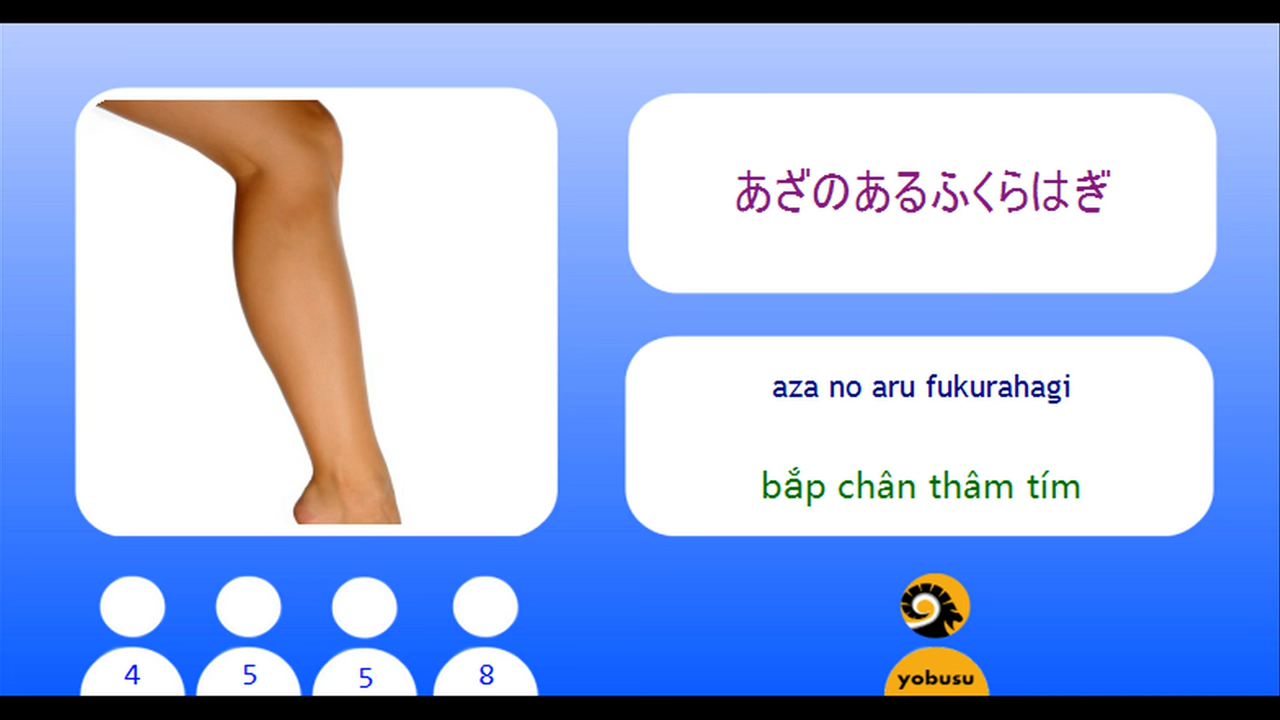 あざのあるふくらはぎ
aza no aru fukurahagi
bắp chân thâm tím
4
5
5
8
yobusu